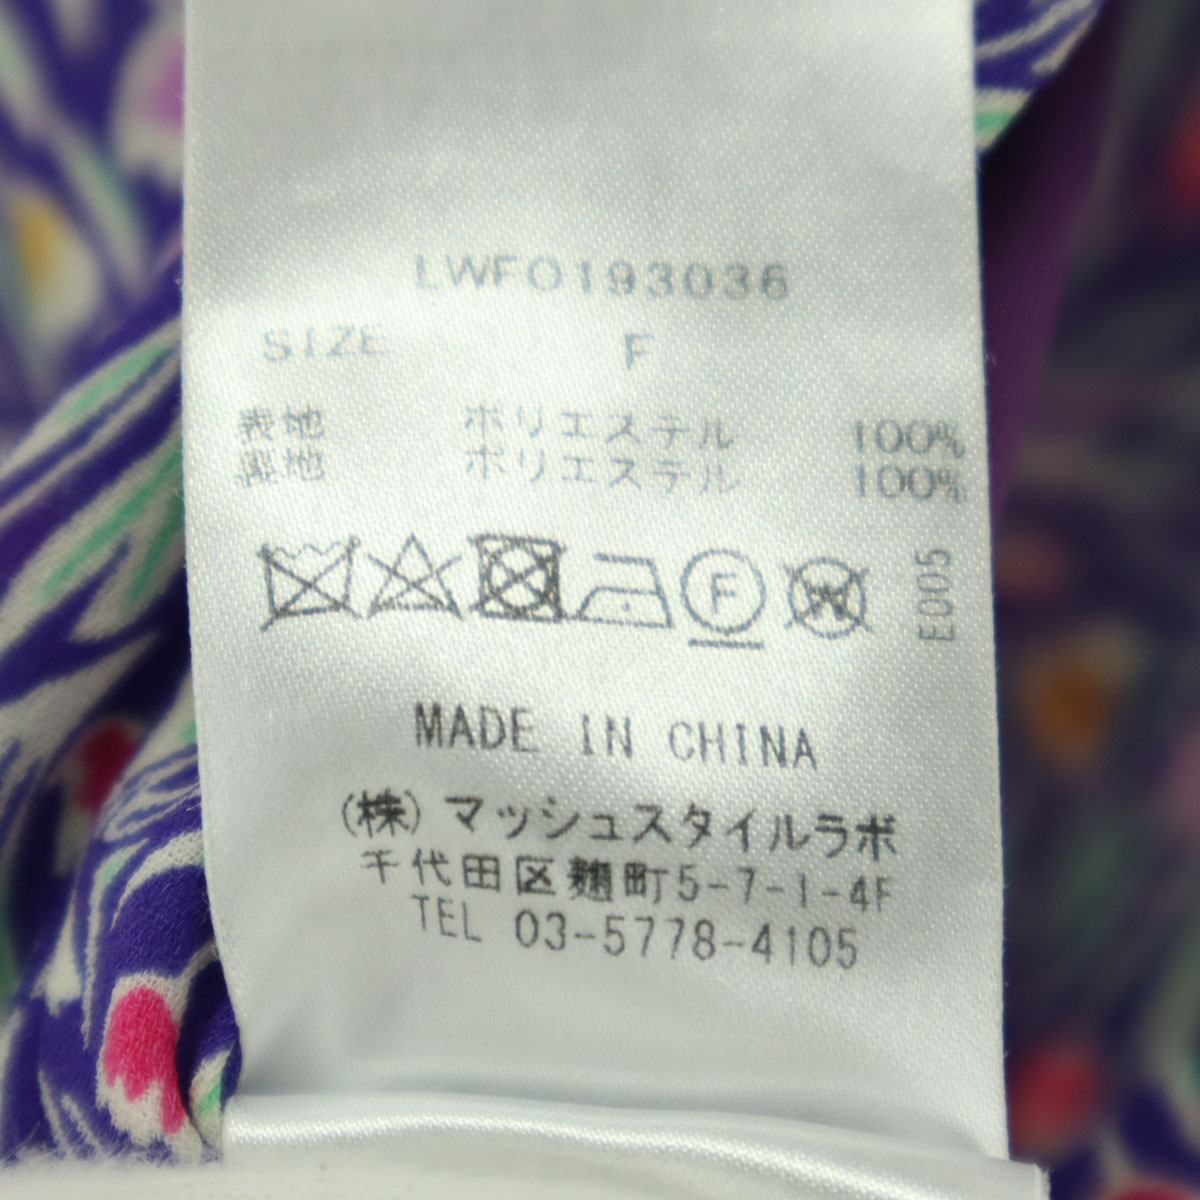 LWFO193036
SIZE F
表地 ポリエステル 100%
裏地 ポリエステル 100%
F W E005
MADE IN CHINA
(株) マッシュスタイルラボ
千代田区麹町5-7-1-4F
TEL 03-5778-4105